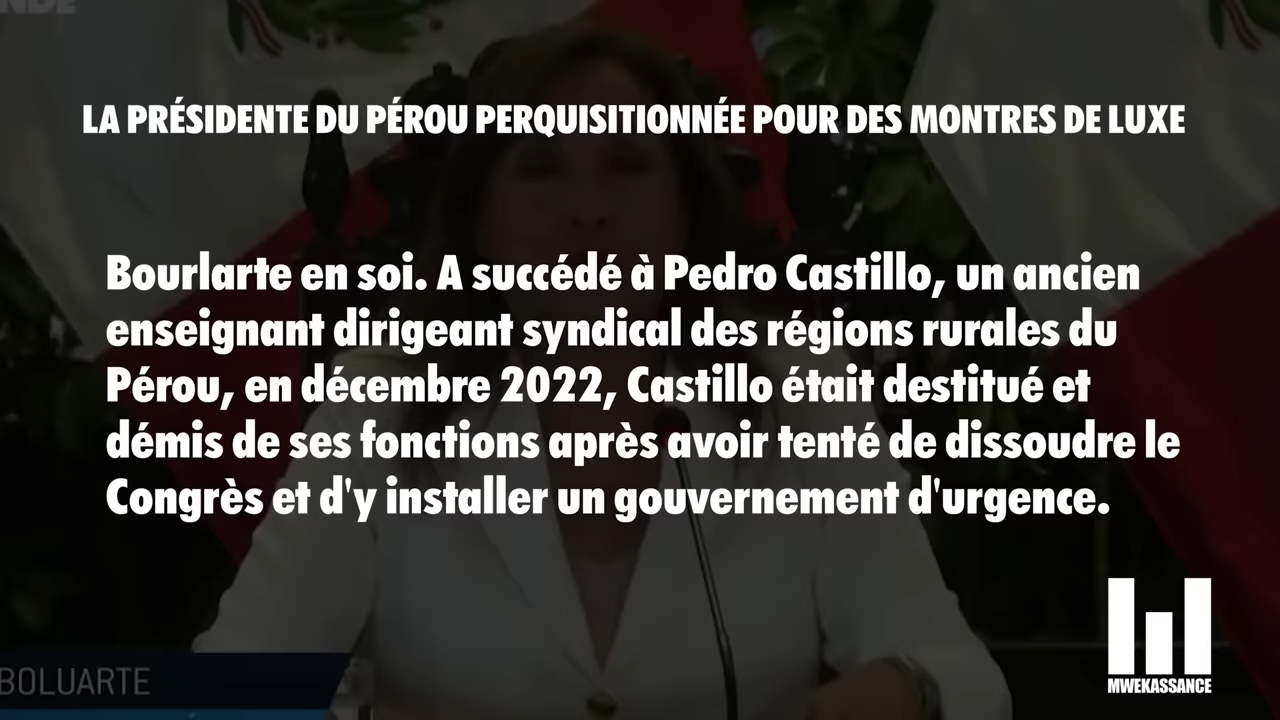 NDE
LA PRÉSIDENTE DU PÉROU PERQUISITIONNÉE POUR DES MONTRES DE LUXE
Bourlarte en soi. A succédé à Pedro Castillo, un ancien
enseignant dirigeant syndical des régions rurales du
Pérou, en décembre 2022, Castillo était destitué et
démis de ses fonctions après avoir tenté de dissoudre le
Congrès et d'y installer un gouvernement d'urgence.
BOLUARTE
MWEKASSANCE